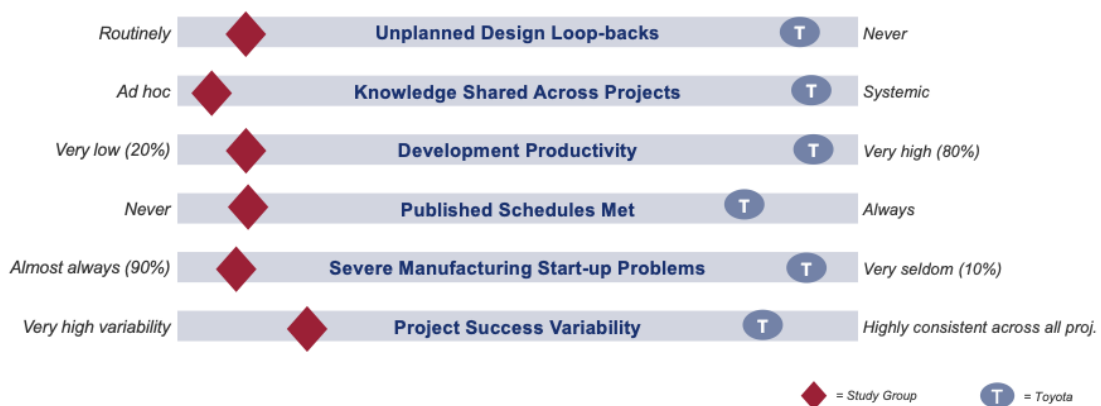 Routinely Unplanned Design Loop-backs T Never
Ad hoc Knowledge Shared Across Projects T Systemic
Very low (20%) Development Productivity T Very high (80%)
Never Published Schedules Met T Always
Almost always (90%) Severe Manufacturing Start-up Problems T Very seldom (10%)
Very high variability Project Success Variability T Highly consistent across all proj.
= Study Group T = Toyota